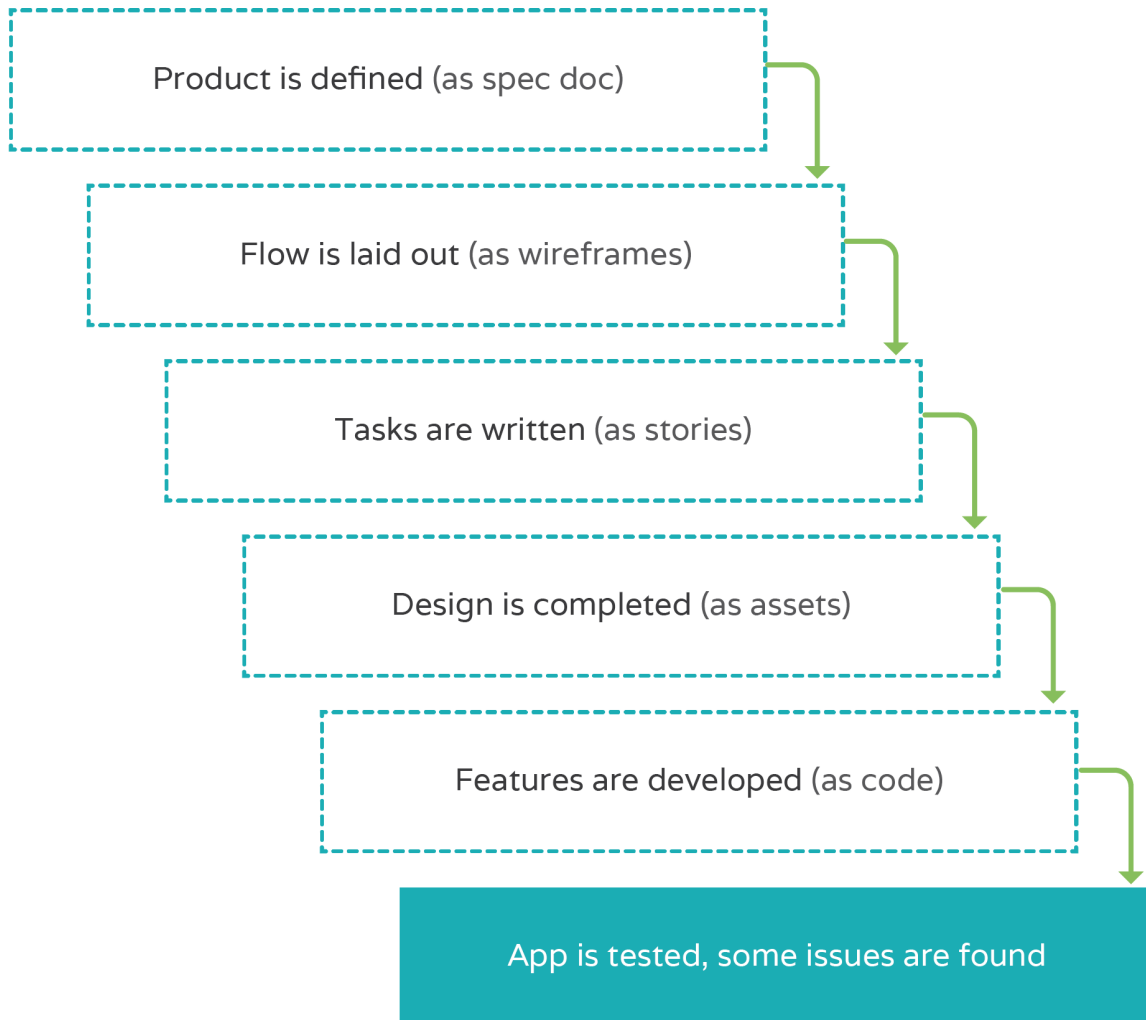 Product is defined (as spec doc)
Flow is laid out (as wireframes)
Tasks are written (as stories)
Design is completed (as assets)
Features are developed (as code)
App is tested, some issues are found